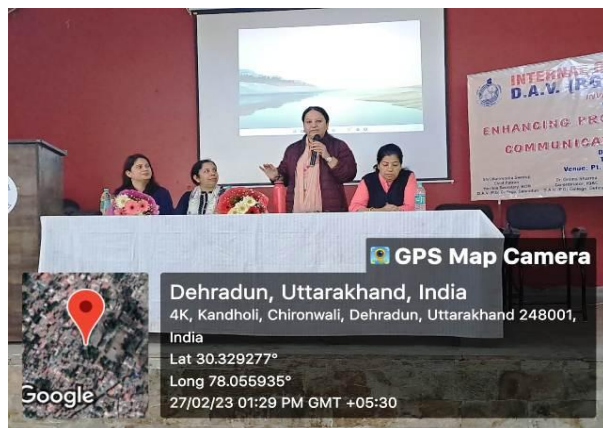 INTERNAL
D.A.V. (PG
ENHANCING PRO
COMMUNICA
Venue: Pt.
GPS Map Camera
Dehradun, Uttarakhand, India
4K, Kandholi, Chironwali, Dehradun, Uttarakhand 248001,
India
Lat 30.329277°
Long 78.055935°
27/02/23 01:29 PM GMT +05:30
Google